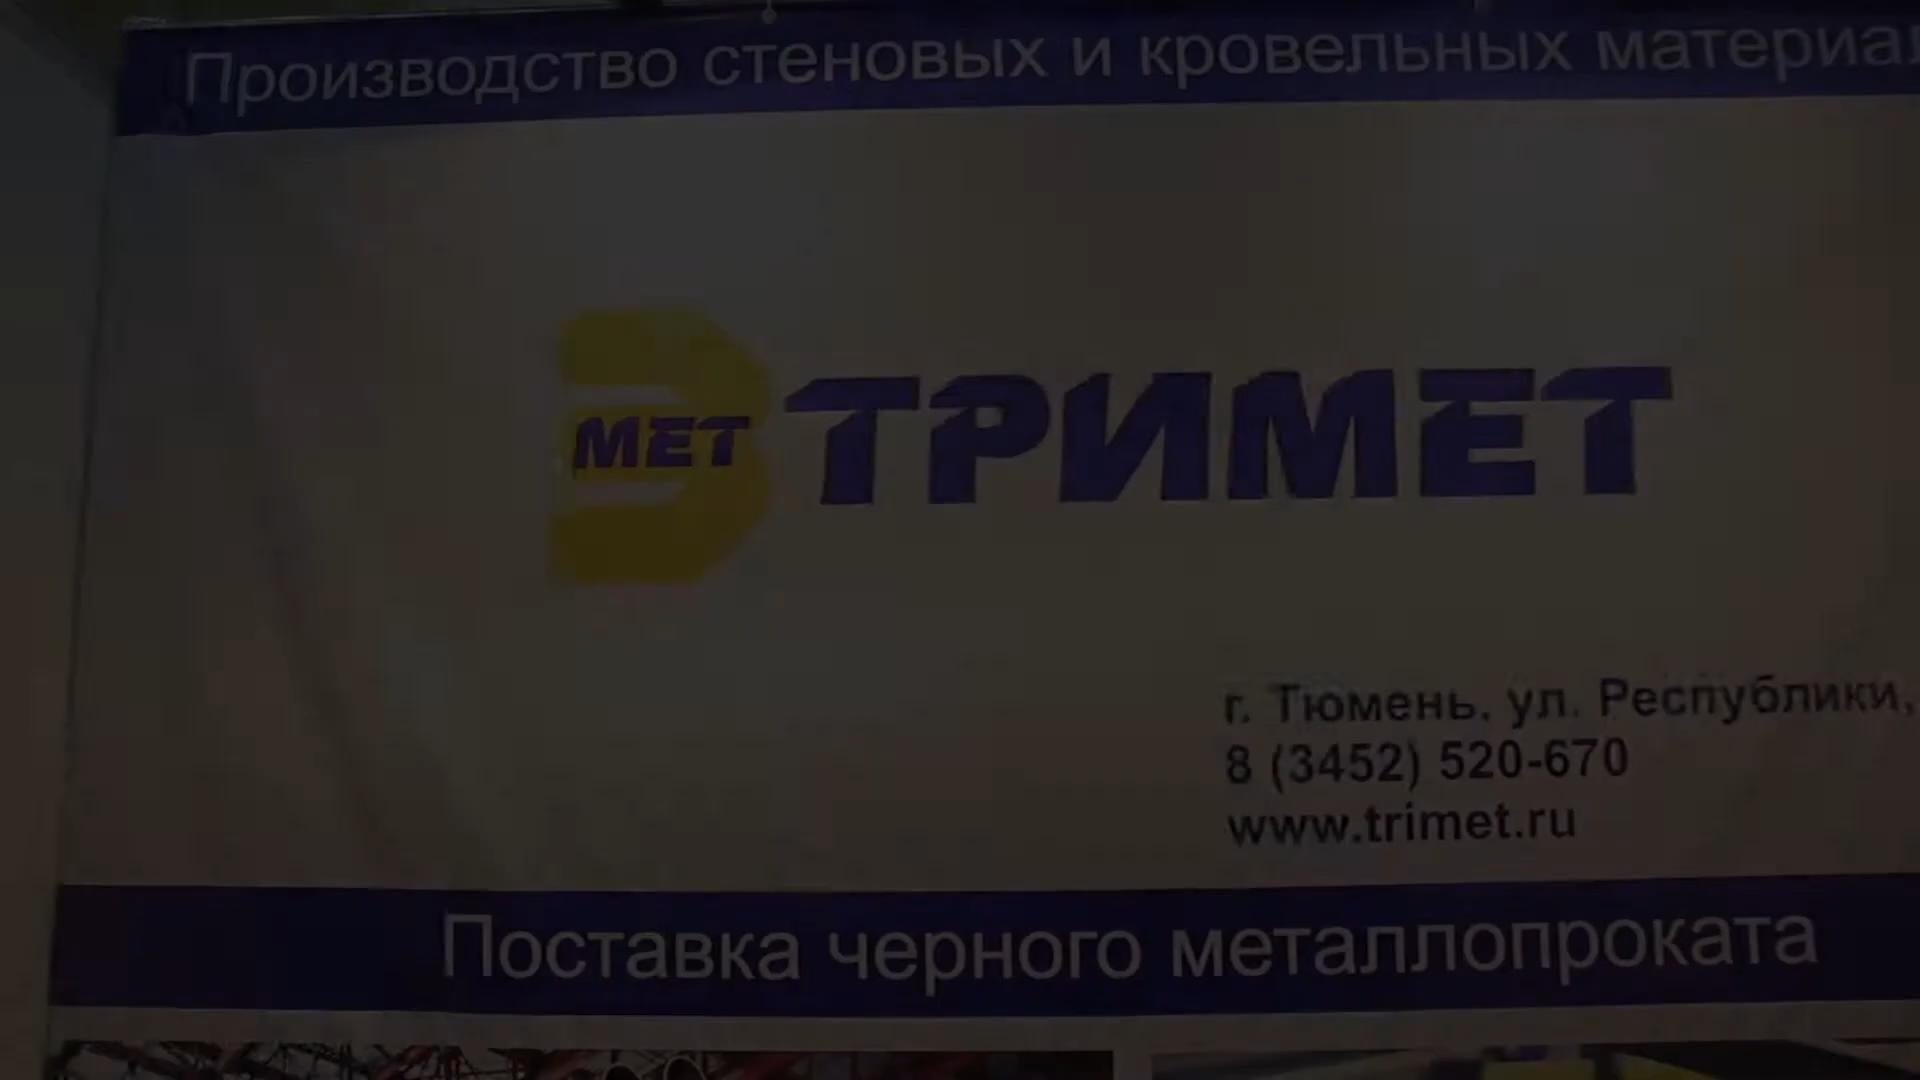 Производство стеновых и кровельных
МЕТ ТРИМЕТ
г. Тюмень, ул. Республики,
8 (3452) 520-670
www.trimet.ru
Поставка черного металлопроката